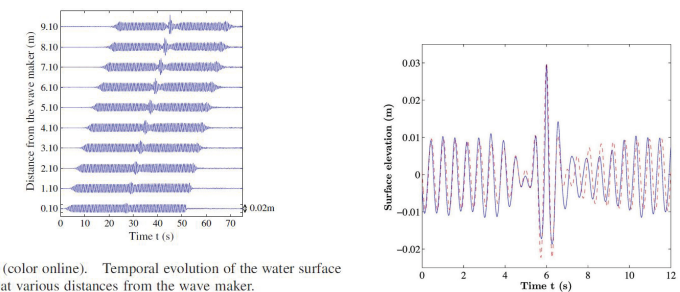 9.10
8.10
7.10
6.10
5.10
4.10
3.10
2.10
1.10
0.10
Distance from the wave maker (m)
0 10 20 30 40 50 60 70
Time t (s)
0.02m
(color online). Temporal evolution of the water surface
at various distances from the wave maker.
0.03
0.02
0.01
0
−0.01
−0.02
Surface elevation (m)
0 2 4 6 8 10 12
Time t (s)